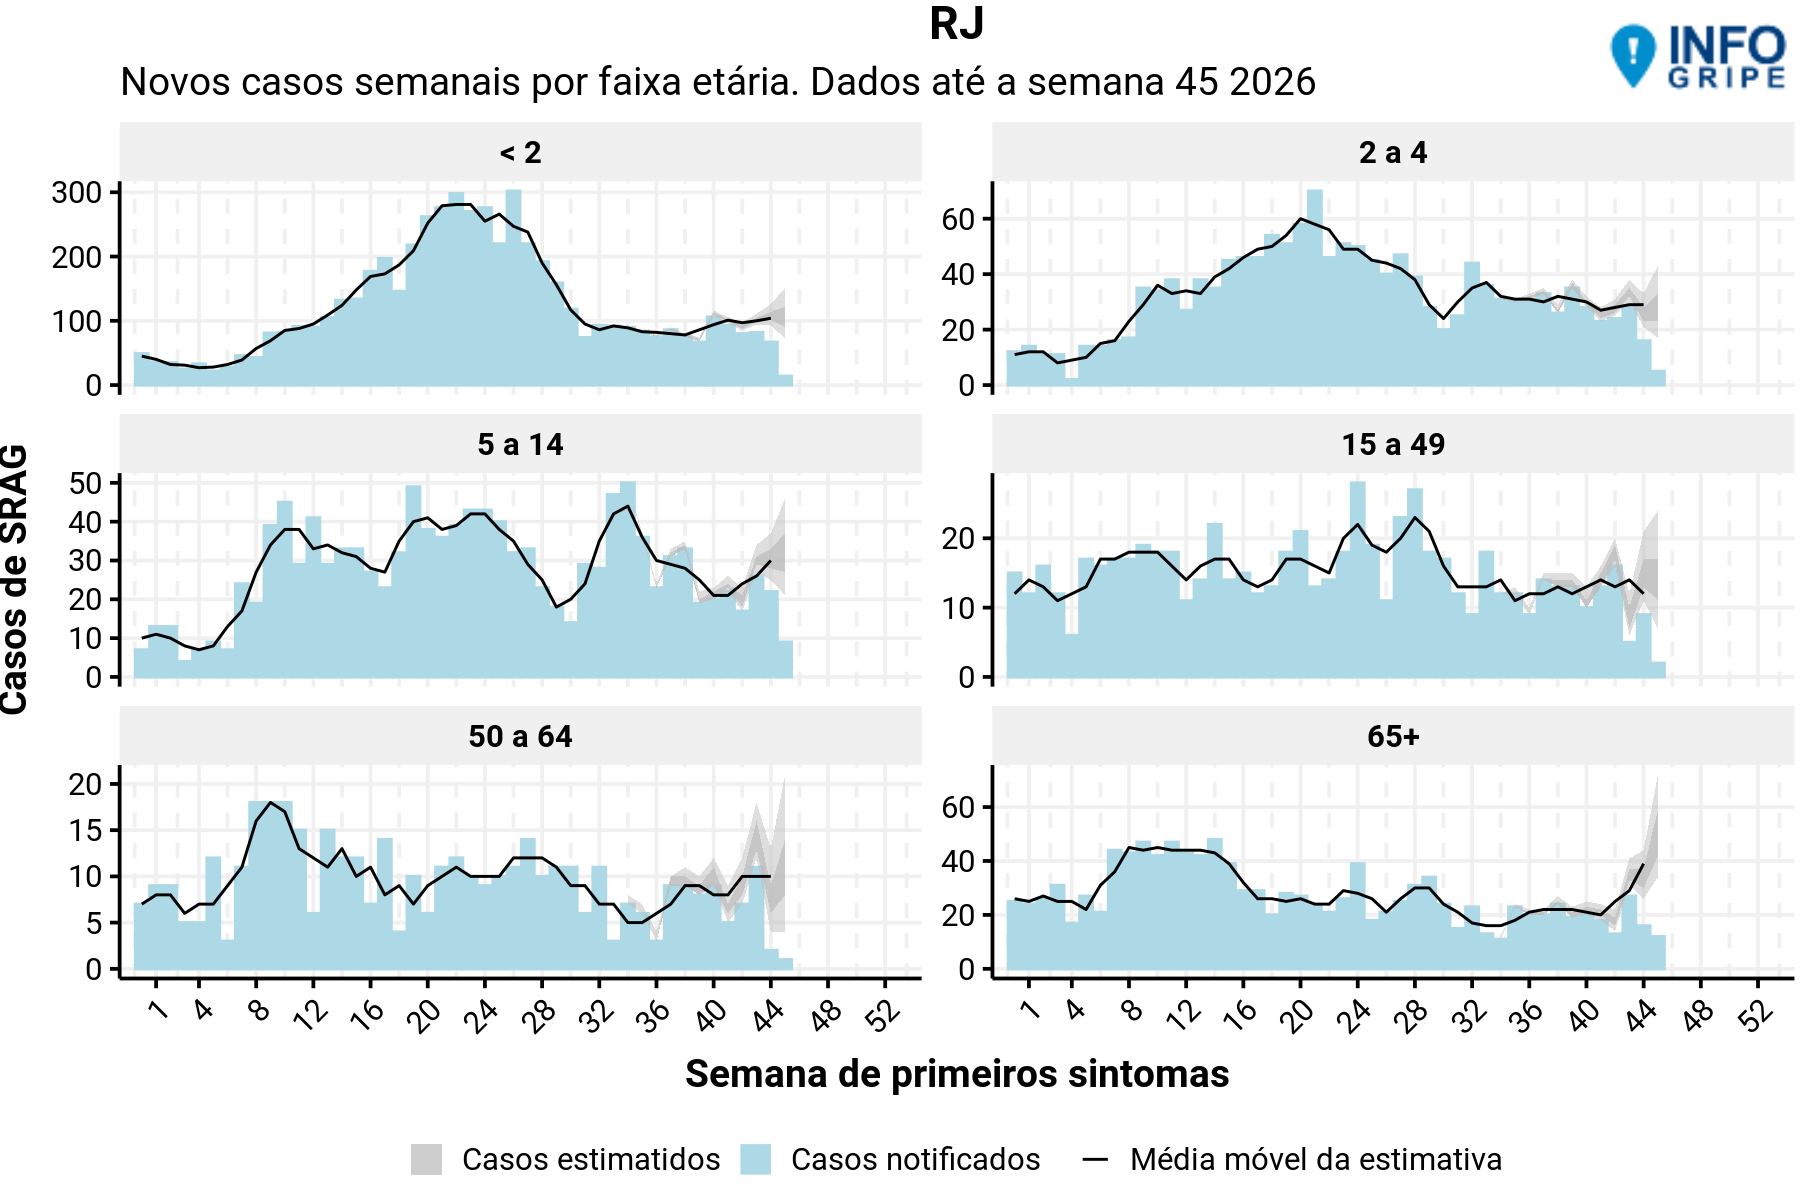 RJ
INFO
GRIPE
Novos casos semanais por faixa etária. Dados até a semana 45 2026
< 2
2 a 4
300
200
100
0
60
40
20
0
5 a 14
15 a 49
50
40
30
20
10
0
20
10
0
50 a 64
65+
20
15
10
5
0
60
40
20
0
1 4 8 12 16 20 24 28 32 36 40 44 48 52
1 4 8 12 16 20 24 28 32 36 40 44 48 52
Casos de SRAG
Semana de primeiros sintomas
Casos estimatidos Casos notificados Média móvel da estimativa